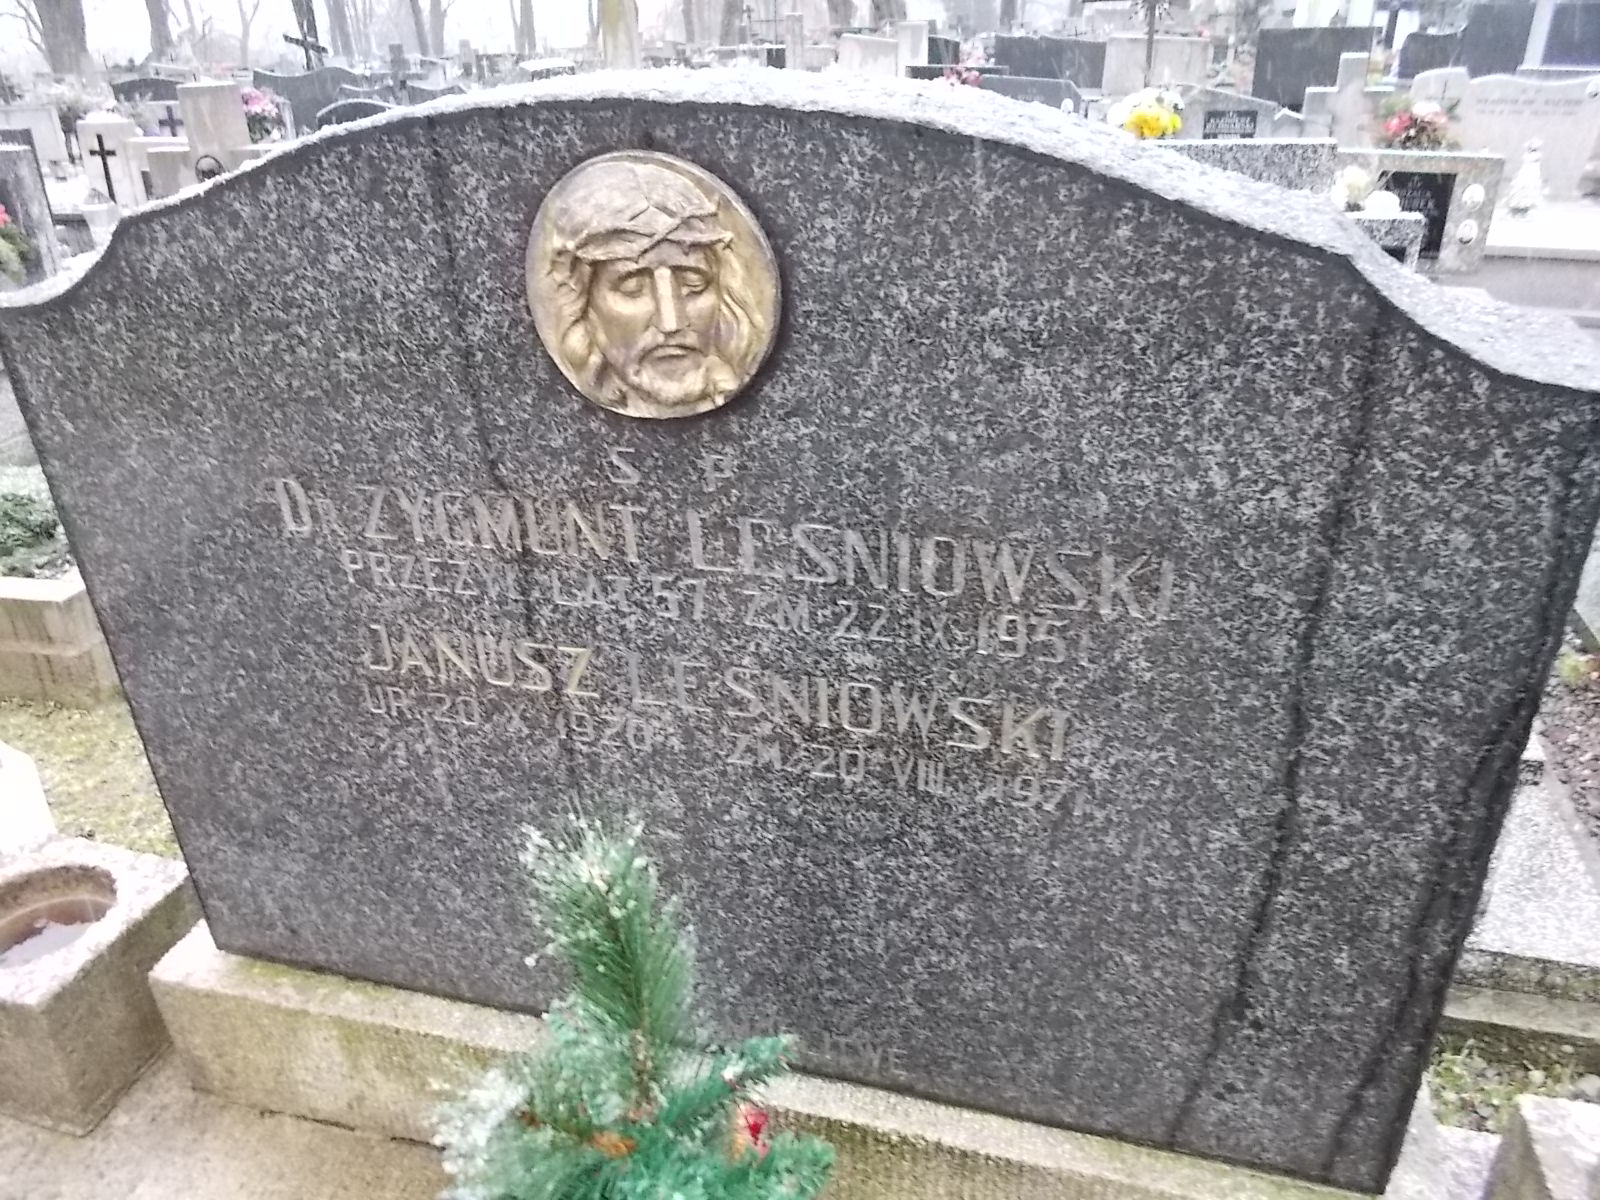 S P
Dr ZYGMUNT LEŚNIOWSKI
PRZEŻYŁ LAT 57 ZM 22 IX 1951
JANUSZ LEŚNIOWSKI
UR 20 X 1920 ZM 20 VIII 1971